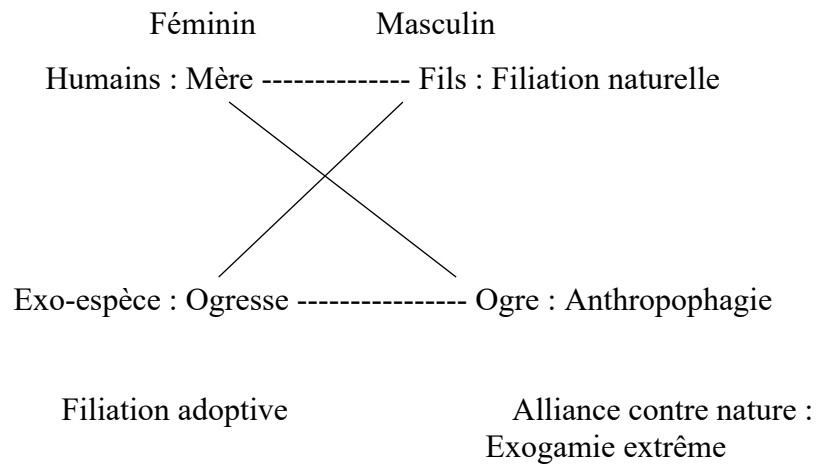 Féminin Masculin
Humains : Mère -------------- Fils : Filiation naturelle
Exo-espèce : Ogresse ---------------- Ogre : Anthropophagie
Filiation adoptive Alliance contre nature :
Exogamie extrême